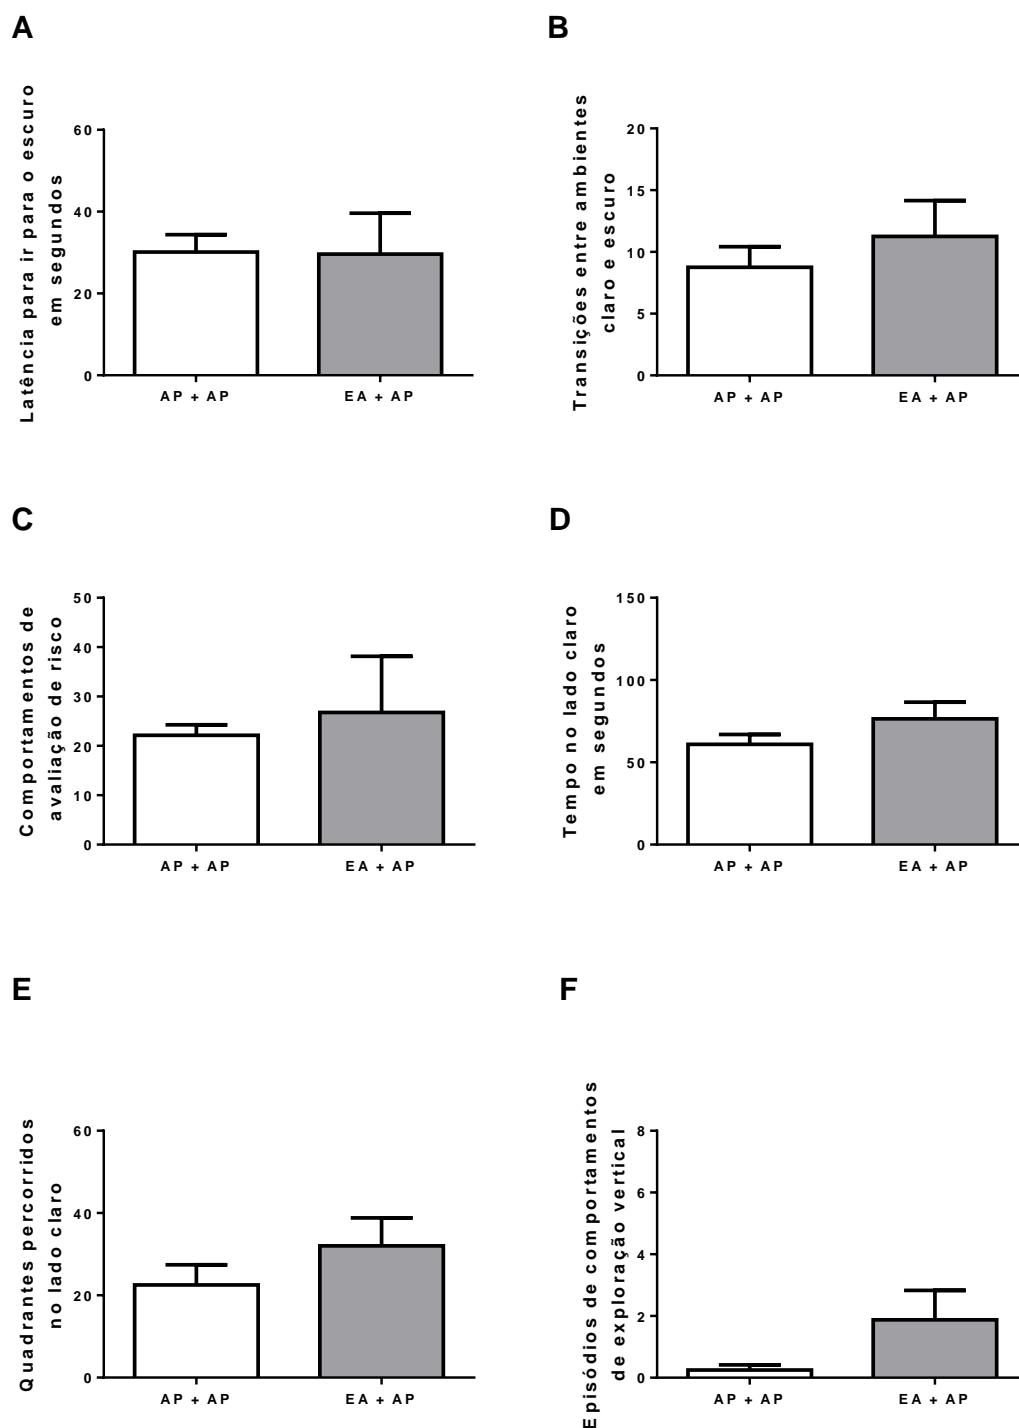 A
Latência para ir para o escuro
em segundos
60
40
20
0
AP + AP
EA + AP
B
Transições entre ambientes
claro e escuro
20
15
10
5
0
AP + AP
EA + AP
C
Comportamentos de
avaliação de risco
50
40
30
20
10
0
AP + AP
EA + AP
D
Tempo no lado claro
em segundos
150
100
50
0
AP + AP
EA + AP
E
Quadrantes percorridos
no lado claro
60
40
20
0
AP + AP
EA + AP
F
Episódios de comportamentos
de exploração vertical
8
6
4
2
0
AP + AP
EA + AP